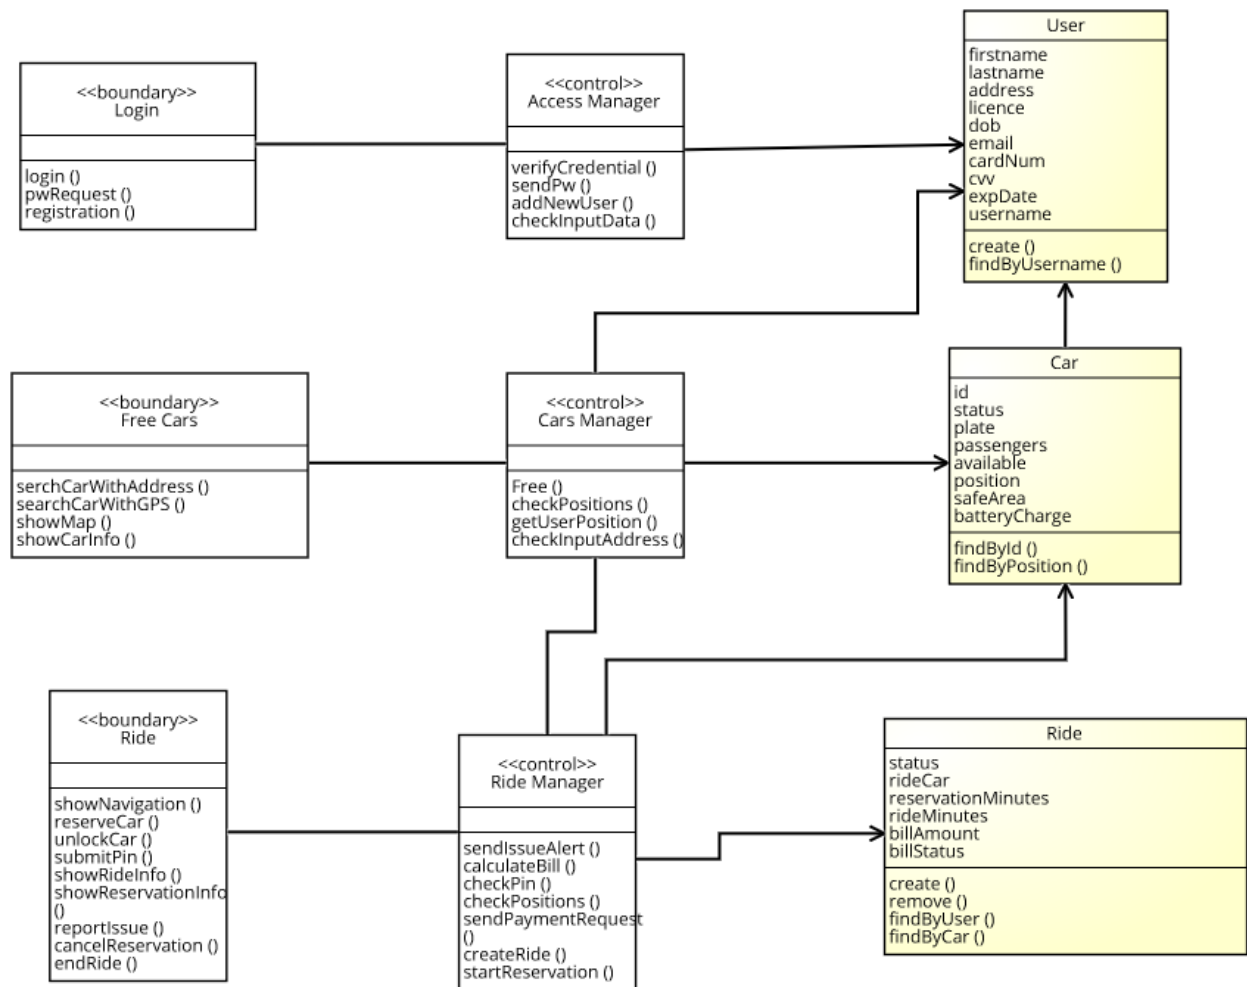 <<boundary>>
Login
login ()
pwRequest ()
registration ()
<<control>>
Access Manager
verifyCredential ()
sendPw ()
addNewUser ()
checkInputData ()
User
firstname
lastname
address
licence
dob
email
cardNum
cvv
expDate
username
create ()
findByUsername ()
<<boundary>>
Free Cars
serchCarWithAddress ()
searchCarWithGPS ()
showMap ()
showCarInfo ()
<<control>>
Cars Manager
Free ()
checkPositions ()
getUserPosition ()
checkInputAddress ()
Car
id
status
plate
passengers
available
position
safeArea
batteryCharge
findById ()
findByPosition ()
<<boundary>>
Ride
showNavigation ()
reserveCar ()
unlockCar ()
submitPin ()
showRideInfo ()
showReservationInfo
()
reportIssue ()
cancelReservation ()
endRide ()
<<control>>
Ride Manager
sendIssueAlert ()
calculateBill ()
checkPin ()
checkPositions ()
sendPaymentRequest
()
createRide ()
startReservation ()
Ride
status
rideCar
reservationMinutes
rideMinutes
billAmount
billStatus
create ()
remove ()
findByUser ()
findByCar ()